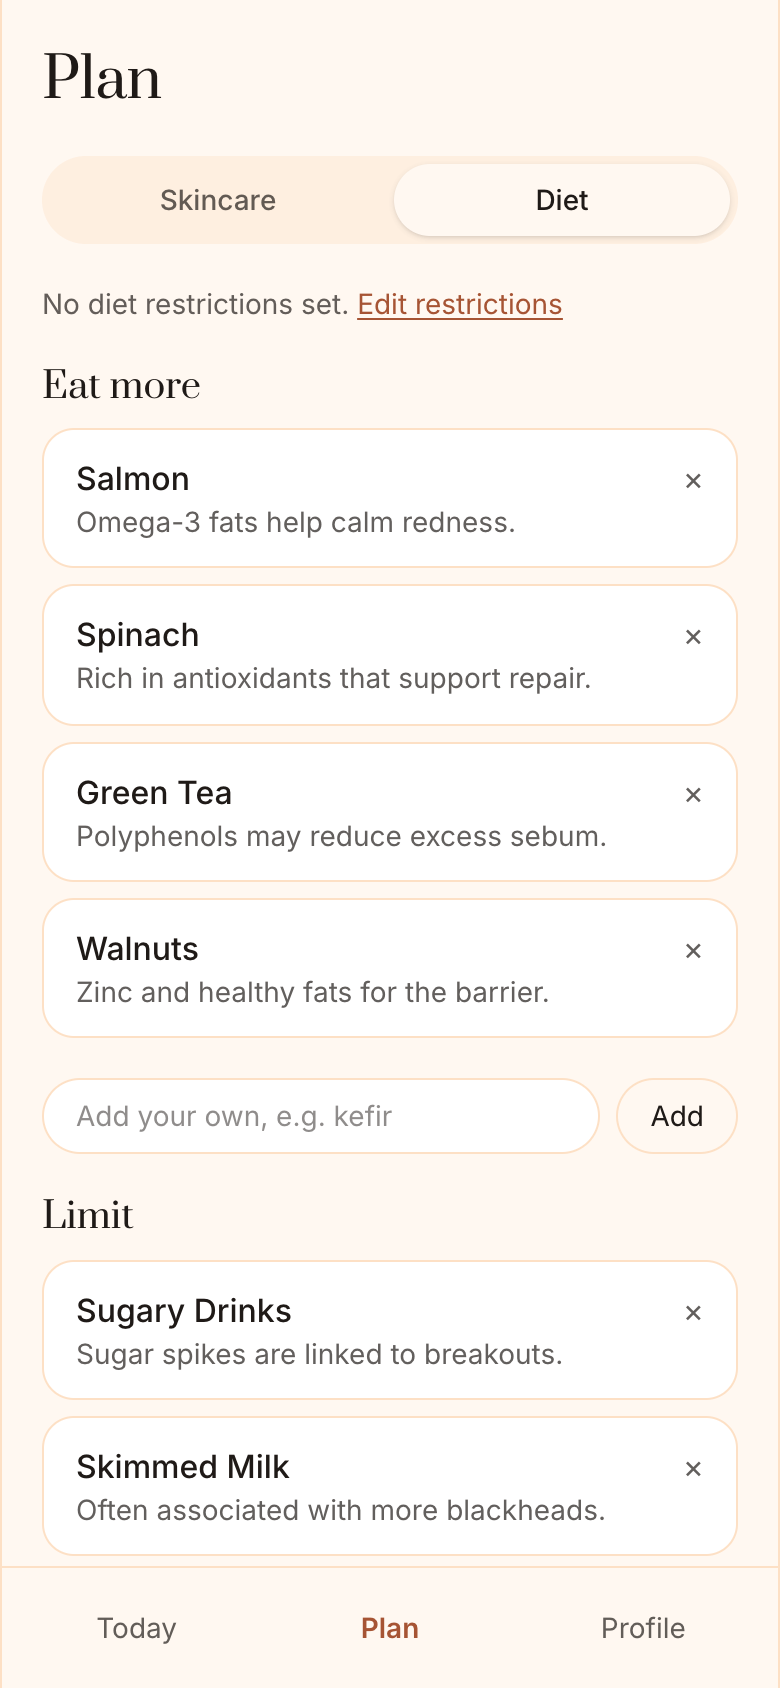 Plan
Skincare
Diet
No diet restrictions set. Edit restrictions
Eat more
Salmon
×
Omega-3 fats help calm redness.
Spinach
×
Rich in antioxidants that support repair.
Green Tea
×
Polyphenols may reduce excess sebum.
Walnuts
×
Zinc and healthy fats for the barrier.
Add your own, e.g. kefir
Add
Limit
Sugary Drinks
×
Sugar spikes are linked to breakouts.
Skimmed Milk
×
Often associated with more blackheads.
Today
Plan
Profile